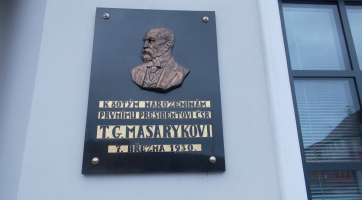 K 80TÝM NAROZENINÁM
PRVNÍMU PRESIDENTOVI ČSR
T.G. MASARYKOVI
7. BŘEZNA 1930.